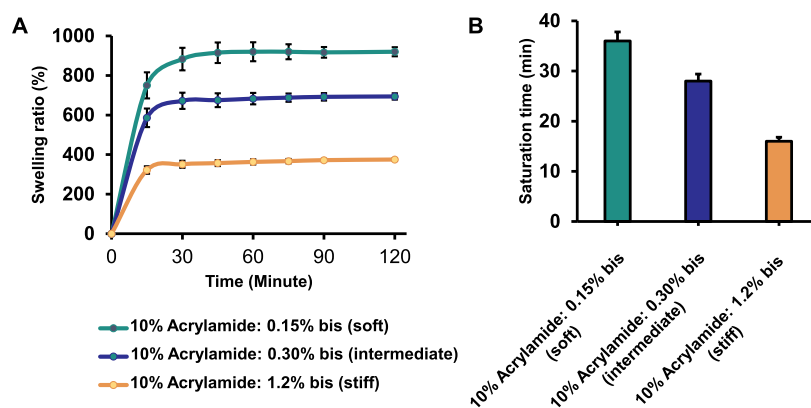 A
Swelling ratio (%)
1000
800
600
400
200
0
0
30
60
90
120
Time (Minute)
10% Acrylamide: 0.15% bis (soft)
10% Acrylamide: 0.30% bis (intermediate)
10% Acrylamide: 1.2% bis (stiff)
B
Saturation time (min)
40
30
20
10
0
10% Acrylamide: 0.15% bis
(soft)
10% Acrylamide: 0.30% bis
(intermediate)
10% Acrylamide: 1.2% bis
(stiff)